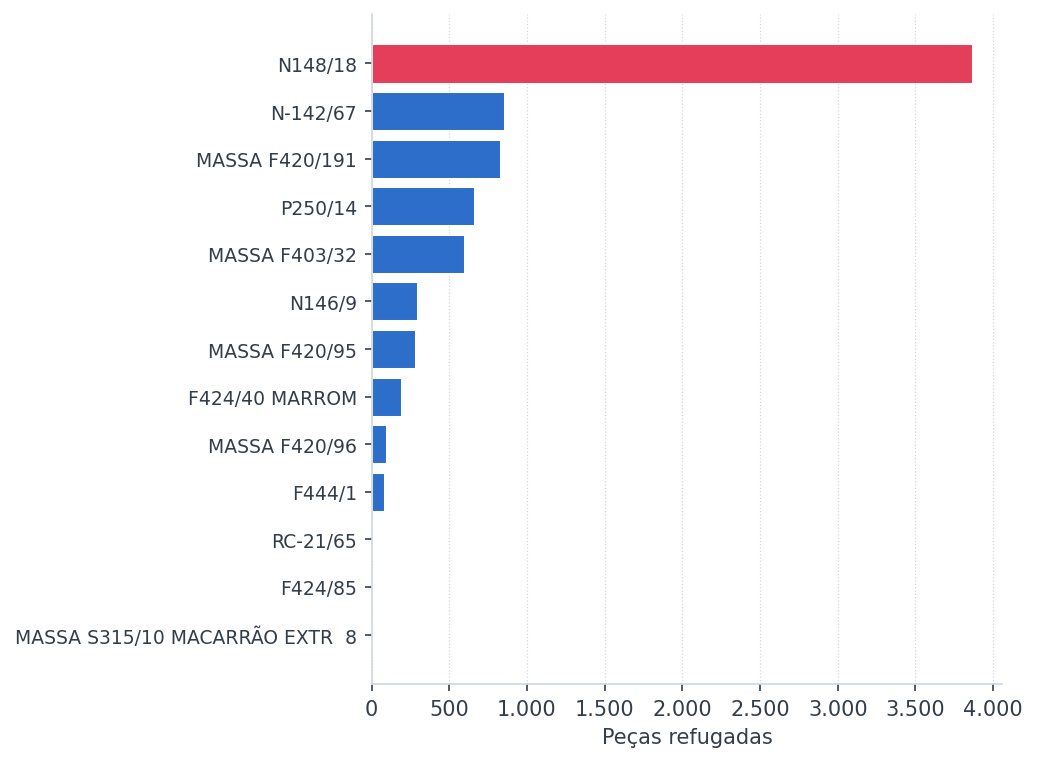 N148/18
N-142/67
MASSA F420/191
P250/14
MASSA F403/32
N146/9
MASSA F420/95
F424/40 MARROM
MASSA F420/96
F444/1
RC-21/65
F424/85
MASSA S315/10 MACARRÃO EXTR  8
0 500 1.000 1.500 2.000 2.500 3.000 3.500 4.000
Peças refugadas